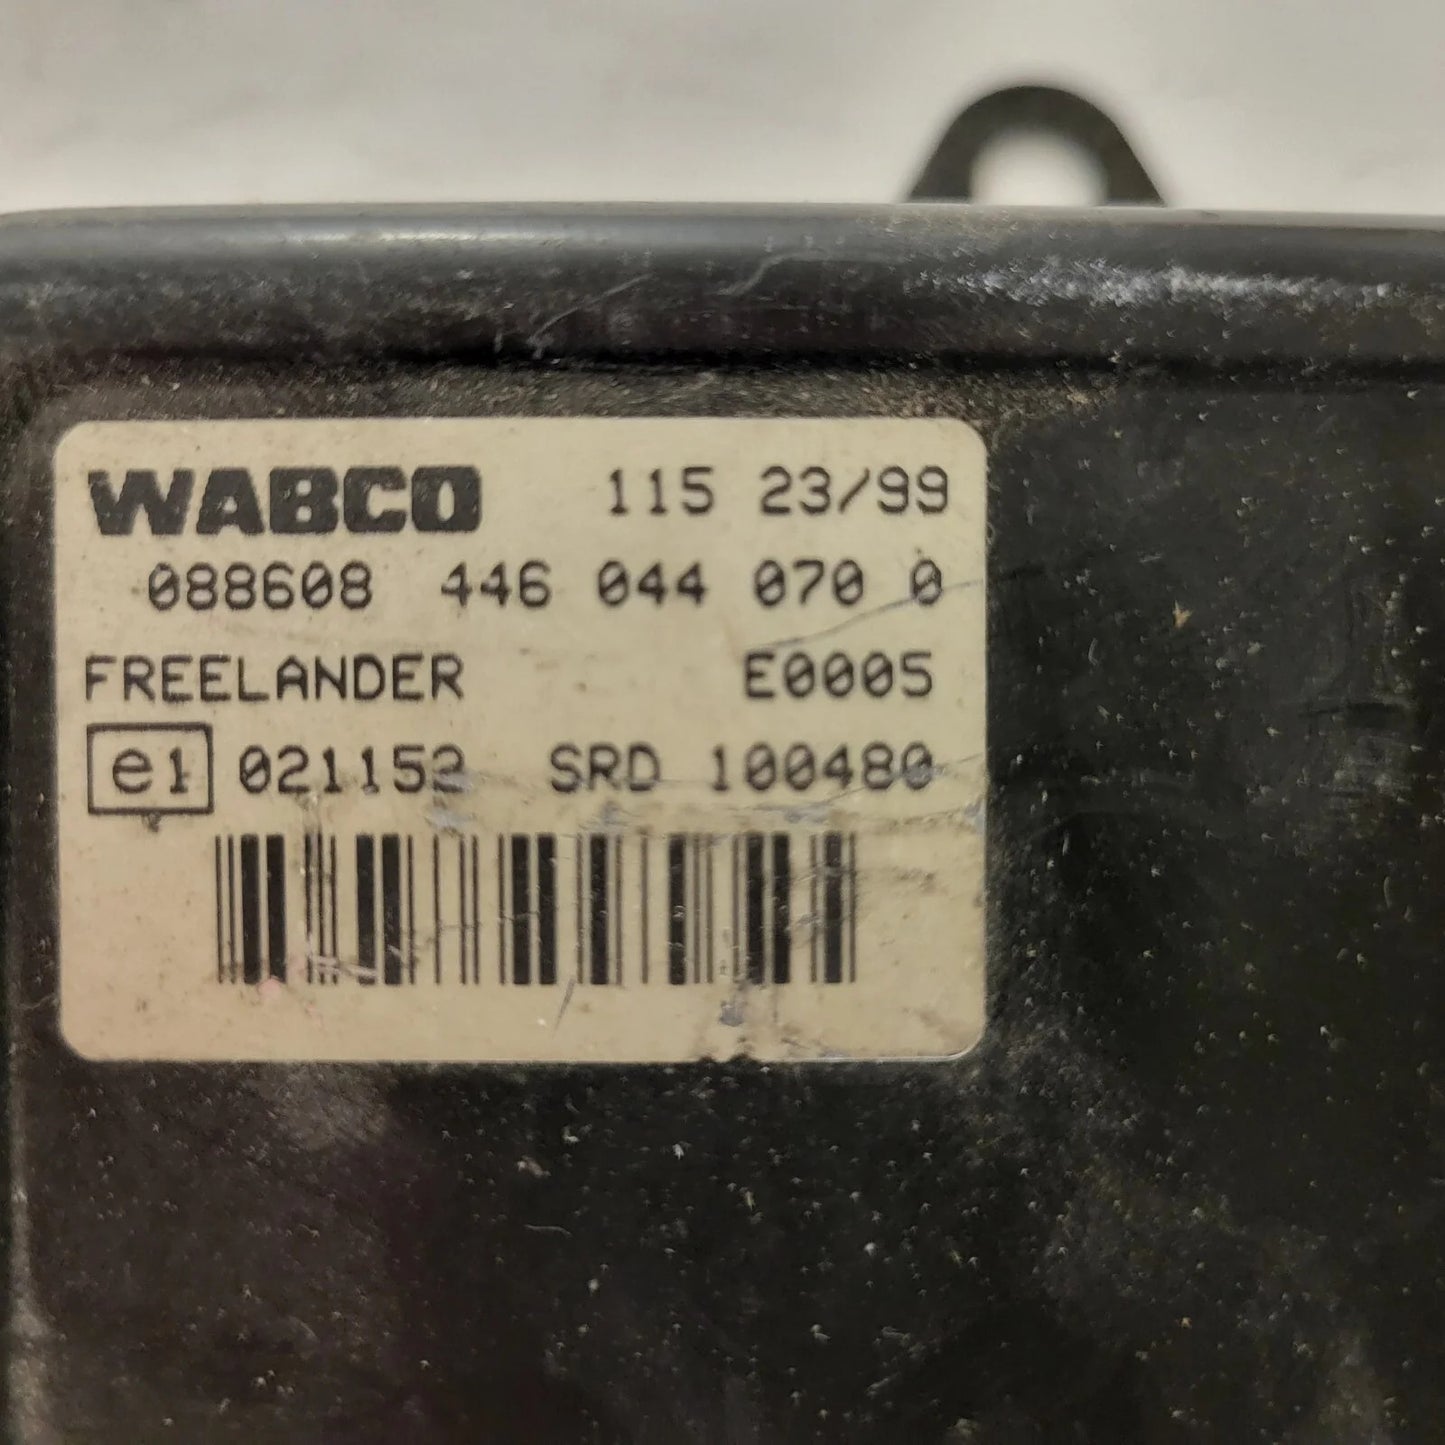 WABCO 115 23/99
088608 446 044 070 0
FREELANDER E0005
e1 021152 SRD 100480